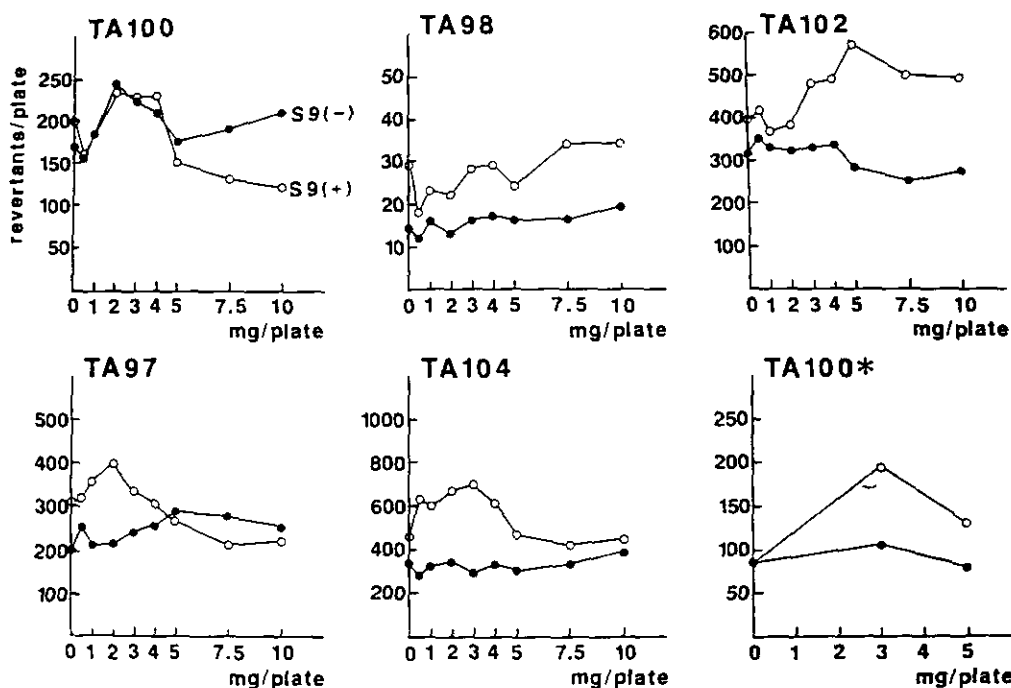 TA100
revertants/plate
250
200
150
100
50
S9(-)
S9(+)
0 1 2 3 4 5 7.5 10
mg/plate
TA98
50
40
30
20
10
0 1 2 3 4 5 7.5 10
mg/plate
TA102
600
500
400
300
200
100
0 1 2 3 4 5 7.5 10
mg/plate
TA97
500
400
300
200
100
0 1 2 3 4 5 7.5 10
mg/plate
TA104
1000
800
600
400
200
0 1 2 3 4 5 7.5 10
mg/plate
TA100*
250
200
150
100
50
0 1 2 3 4 5
mg/plate